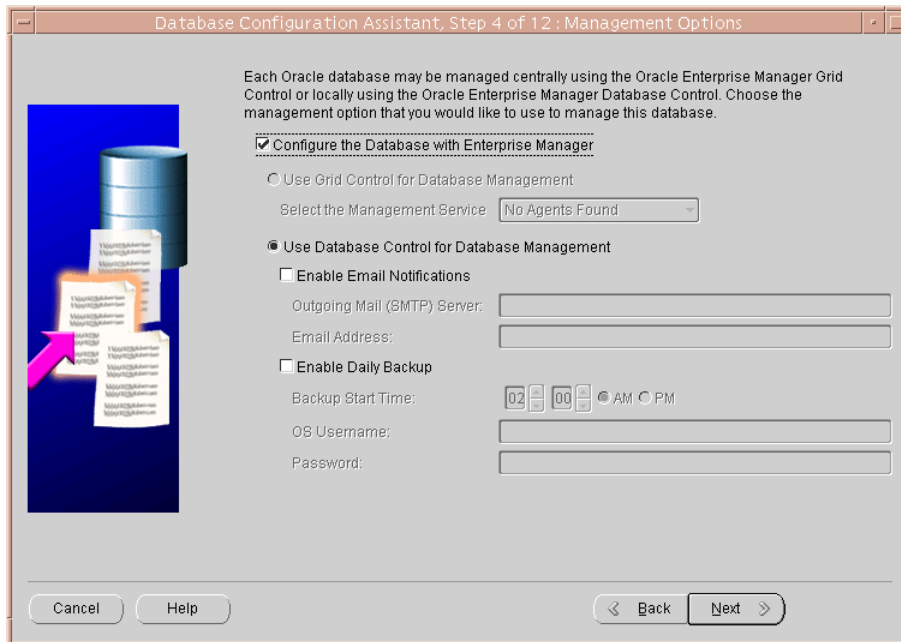 Database Configuration Assistant, Step 4 of 12 : Management Options
Each Oracle database may be managed centrally using the Oracle Enterprise Manager Grid
Control or locally using the Oracle Enterprise Manager Database Control. Choose the
management option that you would like to use to manage this database.
Configure the Database with Enterprise Manager
Use Grid Control for Database Management
Select the Management Service No Agents Found
Use Database Control for Database Management
Enable Email Notifications
Outgoing Mail (SMTP) Server:
Email Address:
Enable Daily Backup
Backup Start Time: 02 00 AM PM
OS Username:
Password:
Cancel Help Back Next